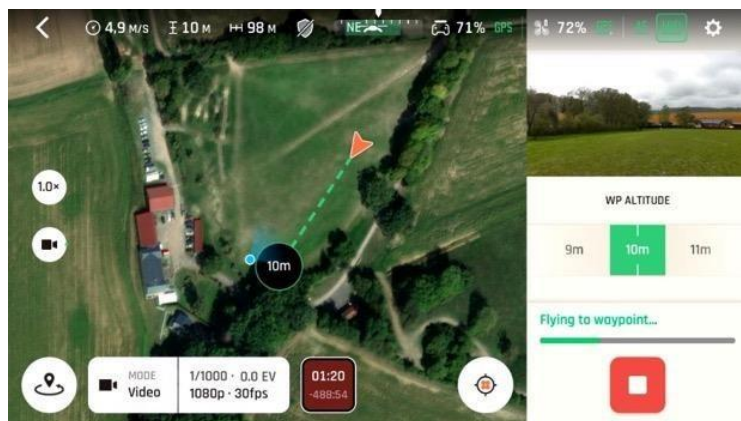 4,9 M/S 10 M 98 M NE 71% GPS 72%
1.0×
WP ALTITUDE
9m 10m 11m
10m
Flying to waypoint...
MODE
Video
1/1000 · 0.0 EV
1080p · 30fps
01:20
-488:54